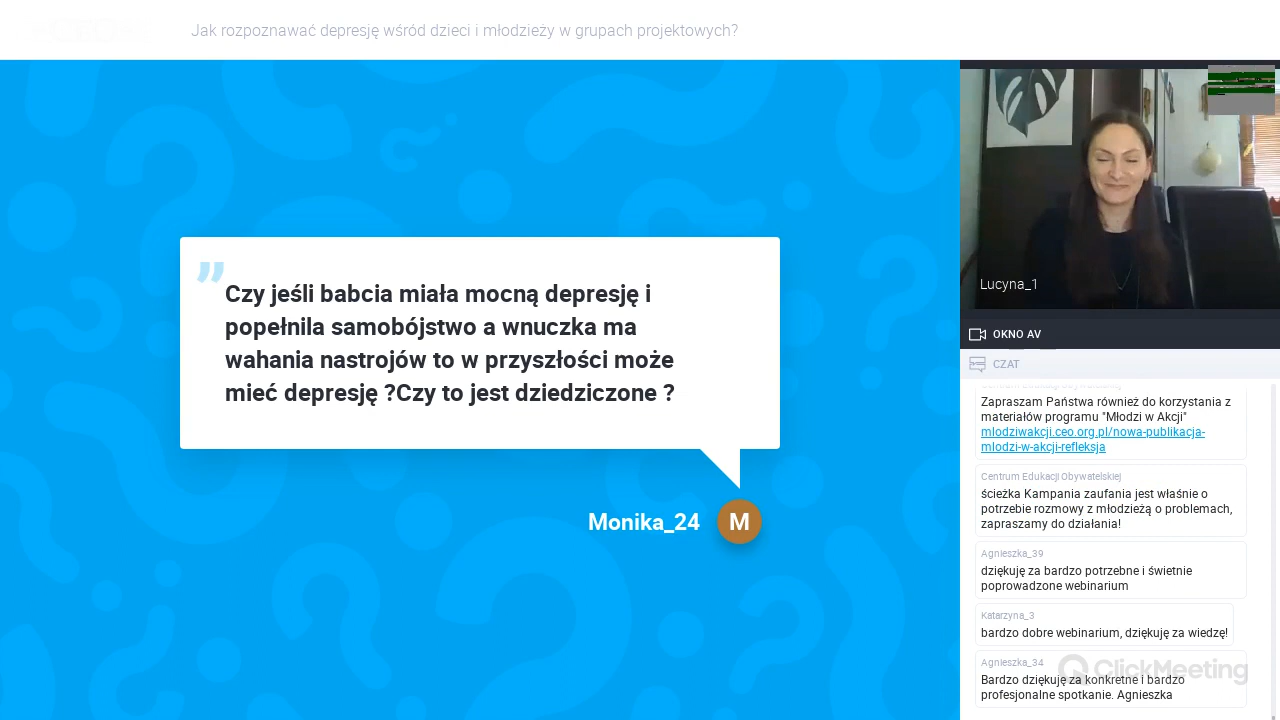 Jak rozpoznawać depresję wśród dzieci i młodzieży w grupach projektowych?
Czy jeśli babcia miała mocną depresję i
popełnila samobójstwo a wnuczka ma
wahania nastrojów to w przyszłości może
mieć depresję ?Czy to jest dziedziczone ?
Monika_24
M
Lucyna_1
OKNO AV
CZAT
Zapraszam Państwa również do korzystania z
materiałów programu "Młodzi w Akcji"
mlodziwakcji.ceo.org.pl/nowa-publikacja-
mlodzi-w-akcji-refleksja
Centrum Edukacji Obywatelskiej
ścieżka Kampania zaufania jest właśnie o
potrzebie rozmowy z młodzieżą o problemach,
zapraszamy do działania!
Agnieszka_39
dziękuję za bardzo potrzebne i świetnie
poprowadzone webinarium
Katarzyna_3
bardzo dobre webinarium, dziękuję za wiedzę!
Agnieszka_34
Bardzo dziękuję za konkretne i bardzo
profesjonalne spotkanie. Agnieszka
ClickMeeting